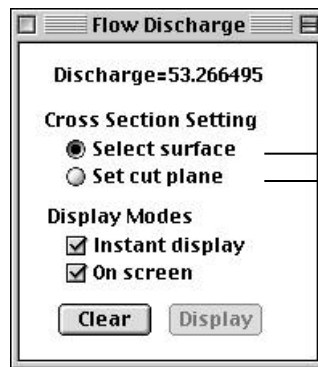 Flow Discharge
Discharge=53.266495
Cross Section Setting
Select surface
Set cut plane
Display Modes
Instant display
On screen
Clear Display